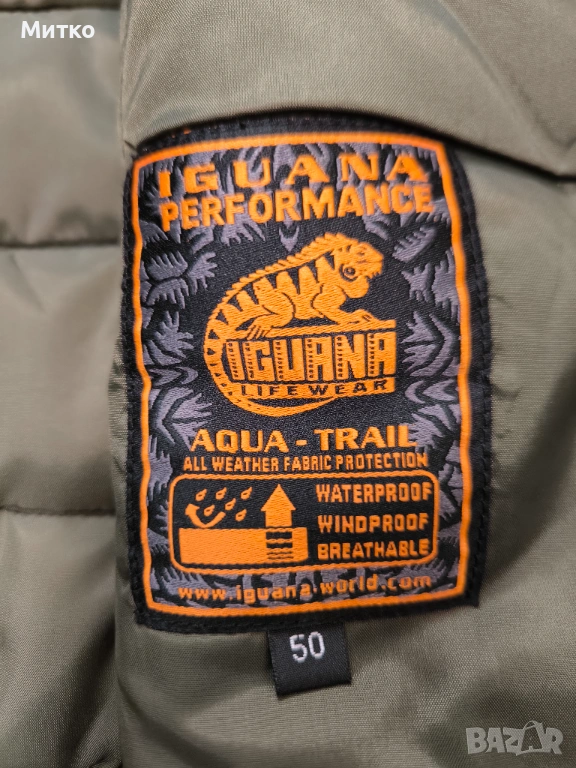 Митко
IGUANA
PERFORMANCE
IGUANA
LIFEWEAR
AQUA - TRAIL
ALL WEATHER FABRIC PROTECTION
WATERPROOF
WINDPROOF
BREATHABLE
www.iguana-world.com
50
BAZAR